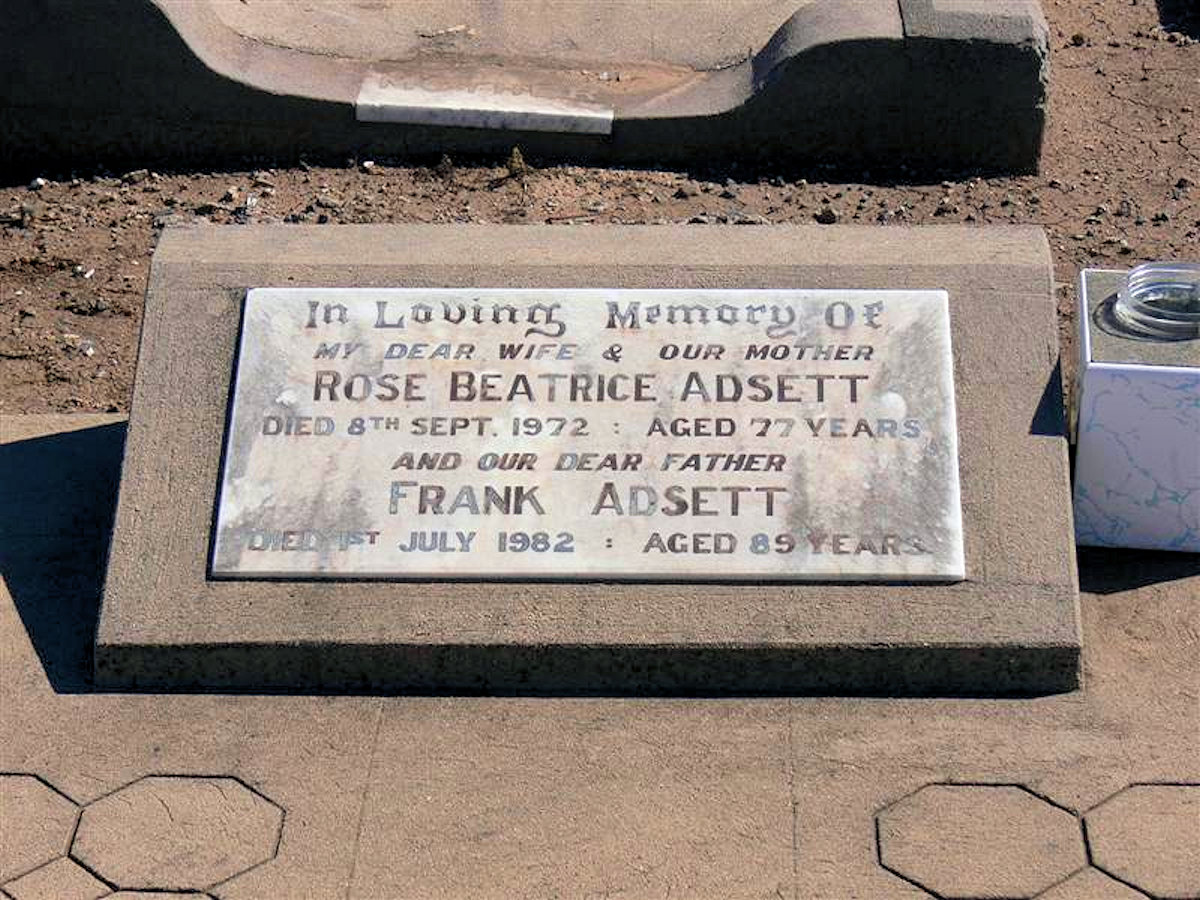 In Loving Memory Of
MY DEAR WIFE & OUR MOTHER
ROSE BEATRICE ADSETT
DIED 8TH SEPT. 1972 : AGED 77 YEARS
AND OUR DEAR FATHER
FRANK ADSETT
DIED 1ST JULY 1982 : AGED 89 YEARS